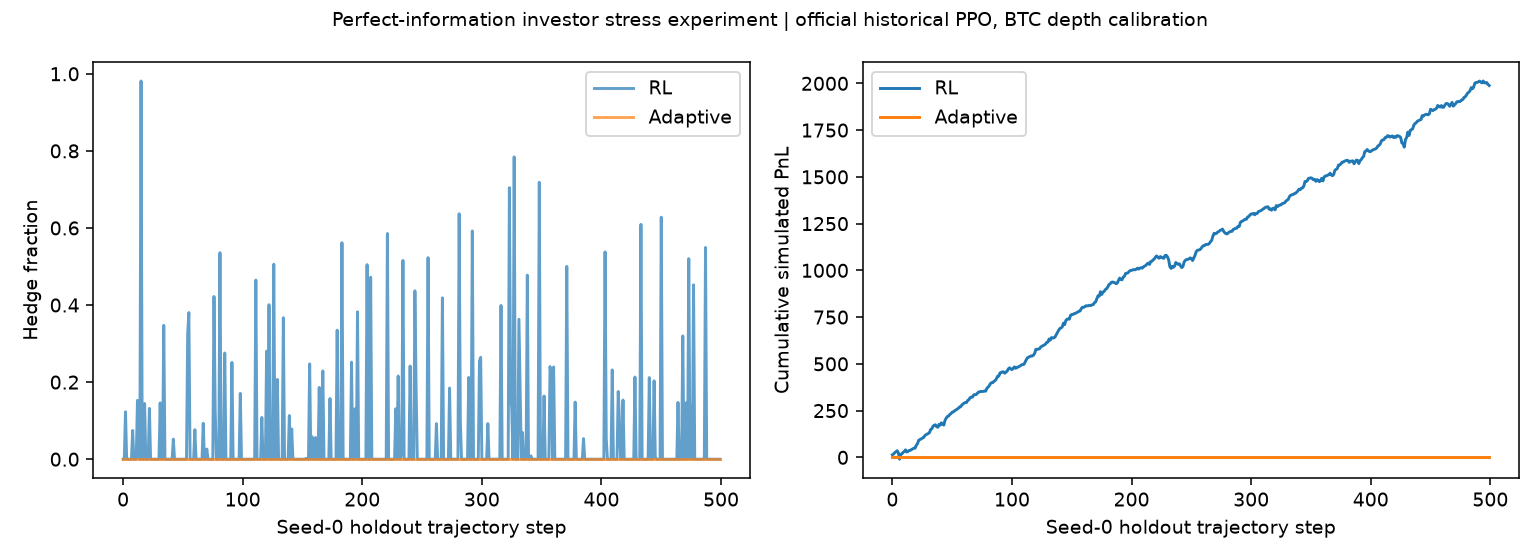 Perfect-information investor stress experiment | official historical PPO, BTC depth calibration
Hedge fraction
1.0
0.8
0.6
0.4
0.2
0.0
RL
Adaptive
0 100 200 300 400 500
Seed-0 holdout trajectory step
Cumulative simulated PnL
2000
1750
1500
1250
1000
750
500
250
0
RL
Adaptive
0 100 200 300 400 500
Seed-0 holdout trajectory step